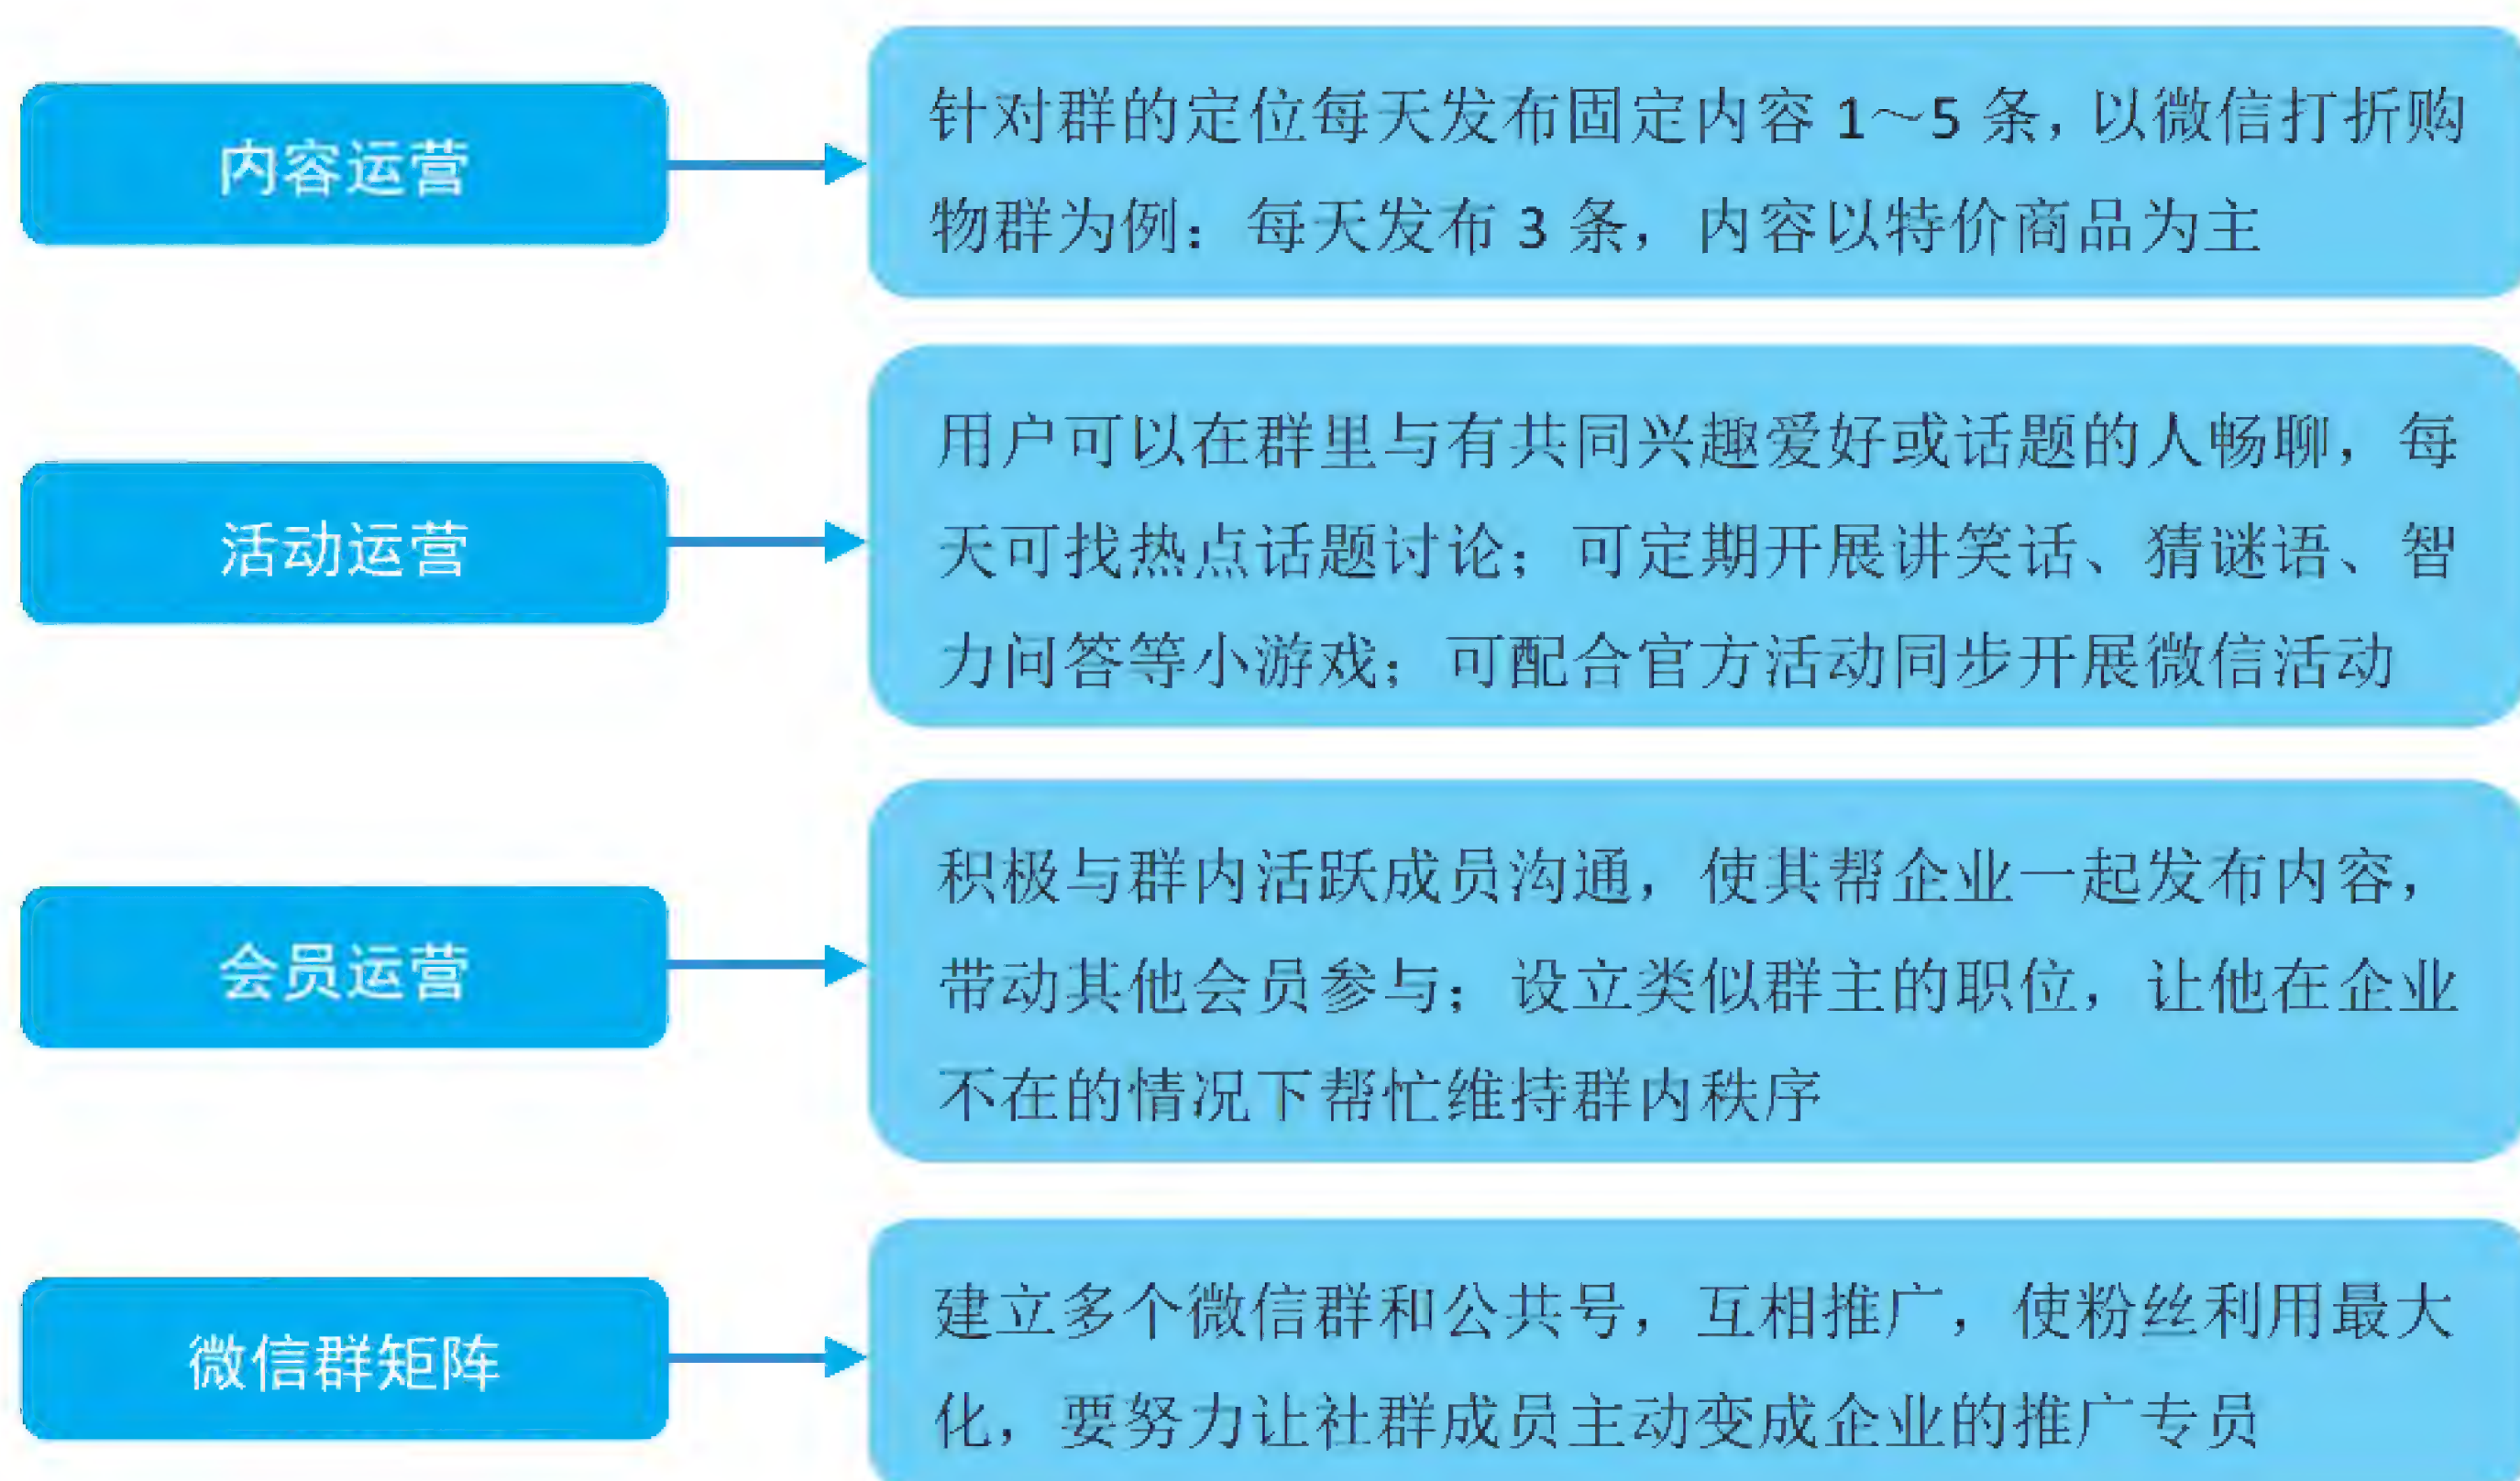 内容运营
针对群的定位每天发布固定内容 1～5 条，以微信打折购
物群为例：每天发布 3 条，内容以特价商品为主
活动运营
用户可以在群里与有共同兴趣爱好或话题的人畅聊，每
天可找热点话题讨论；可定期开展讲笑话、猜谜语、智
力问答等小游戏；可配合官方活动同步开展微信活动
会员运营
积极与群内活跃成员沟通，使其帮企业一起发布内容，
带动其他会员参与；设立类似群主的职位，让他在企业
不在的情况下帮忙维持群内秩序
微信群矩阵
建立多个微信群和公共号，互相推广，使粉丝利用最大
化，要努力让社群成员主动变成企业的推广专员